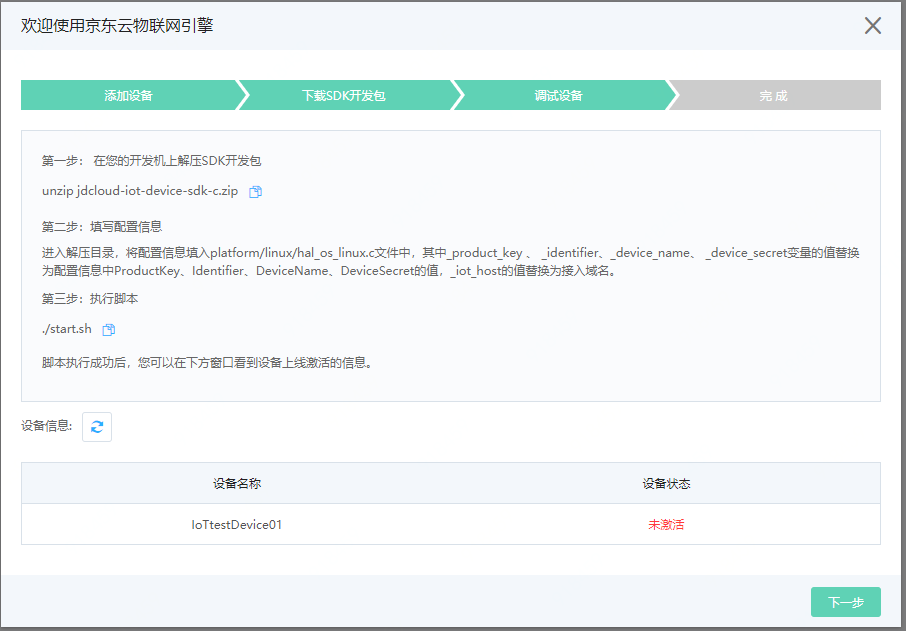 欢迎使用京东云物联网引擎
添加设备
下载SDK开发包
调试设备
完 成
第一步： 在您的开发机上解压SDK开发包
unzip jdcloud-iot-device-sdk-c.zip
第二步：填写配置信息
进入解压目录，将配置信息填入platform/linux/hal_os_linux.c文件中，其中_product_key 、 _identifier、_device_name、 _device_secret变量的值替换
为配置信息中ProductKey、Identifier、DeviceName、DeviceSecret的值，_iot_host的值替换为接入域名。
第三步：执行脚本
./start.sh
脚本执行成功后，您可以在下方窗口看到设备上线激活的信息。
设备信息:
设备名称
设备状态
IoTtestDevice01
未激活
下一步